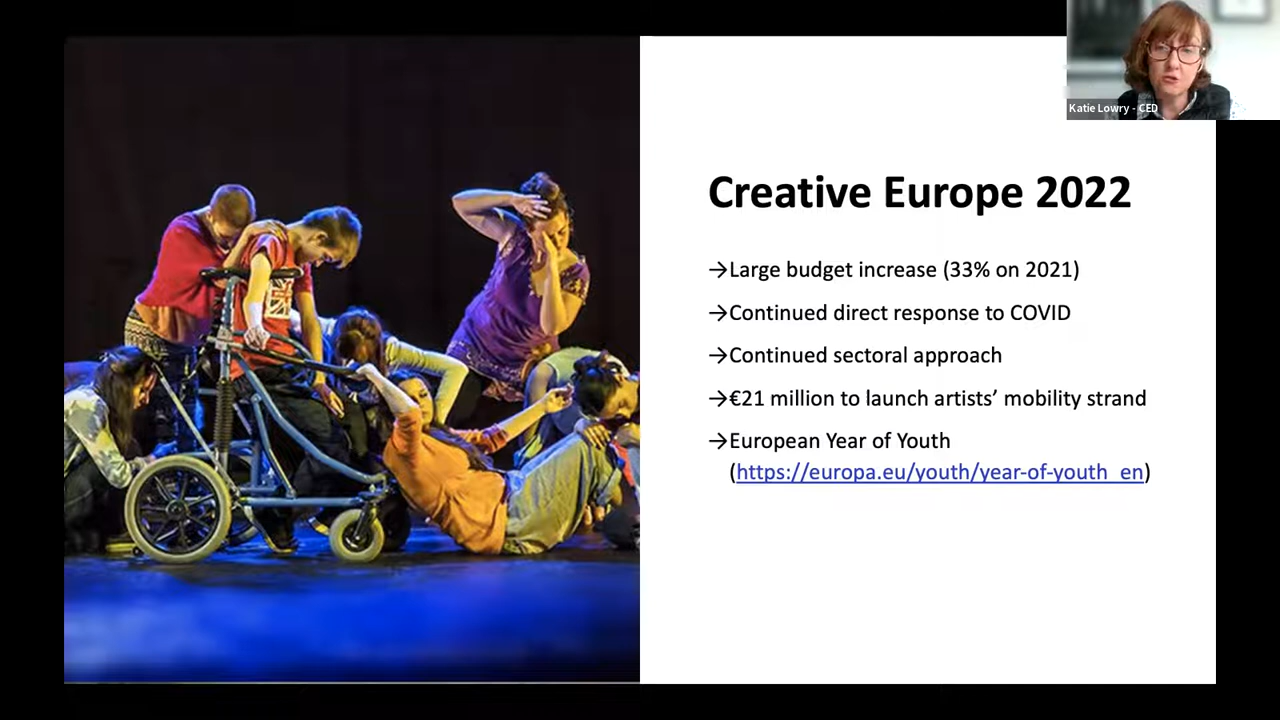 Katie Lowry - CED
Creative Europe 2022
→Large budget increase (33% on 2021)
→Continued direct response to COVID
→Continued sectoral approach
→€21 million to launch artists’ mobility strand
→European Year of Youth
(https://europa.eu/youth/year-of-youth_en)